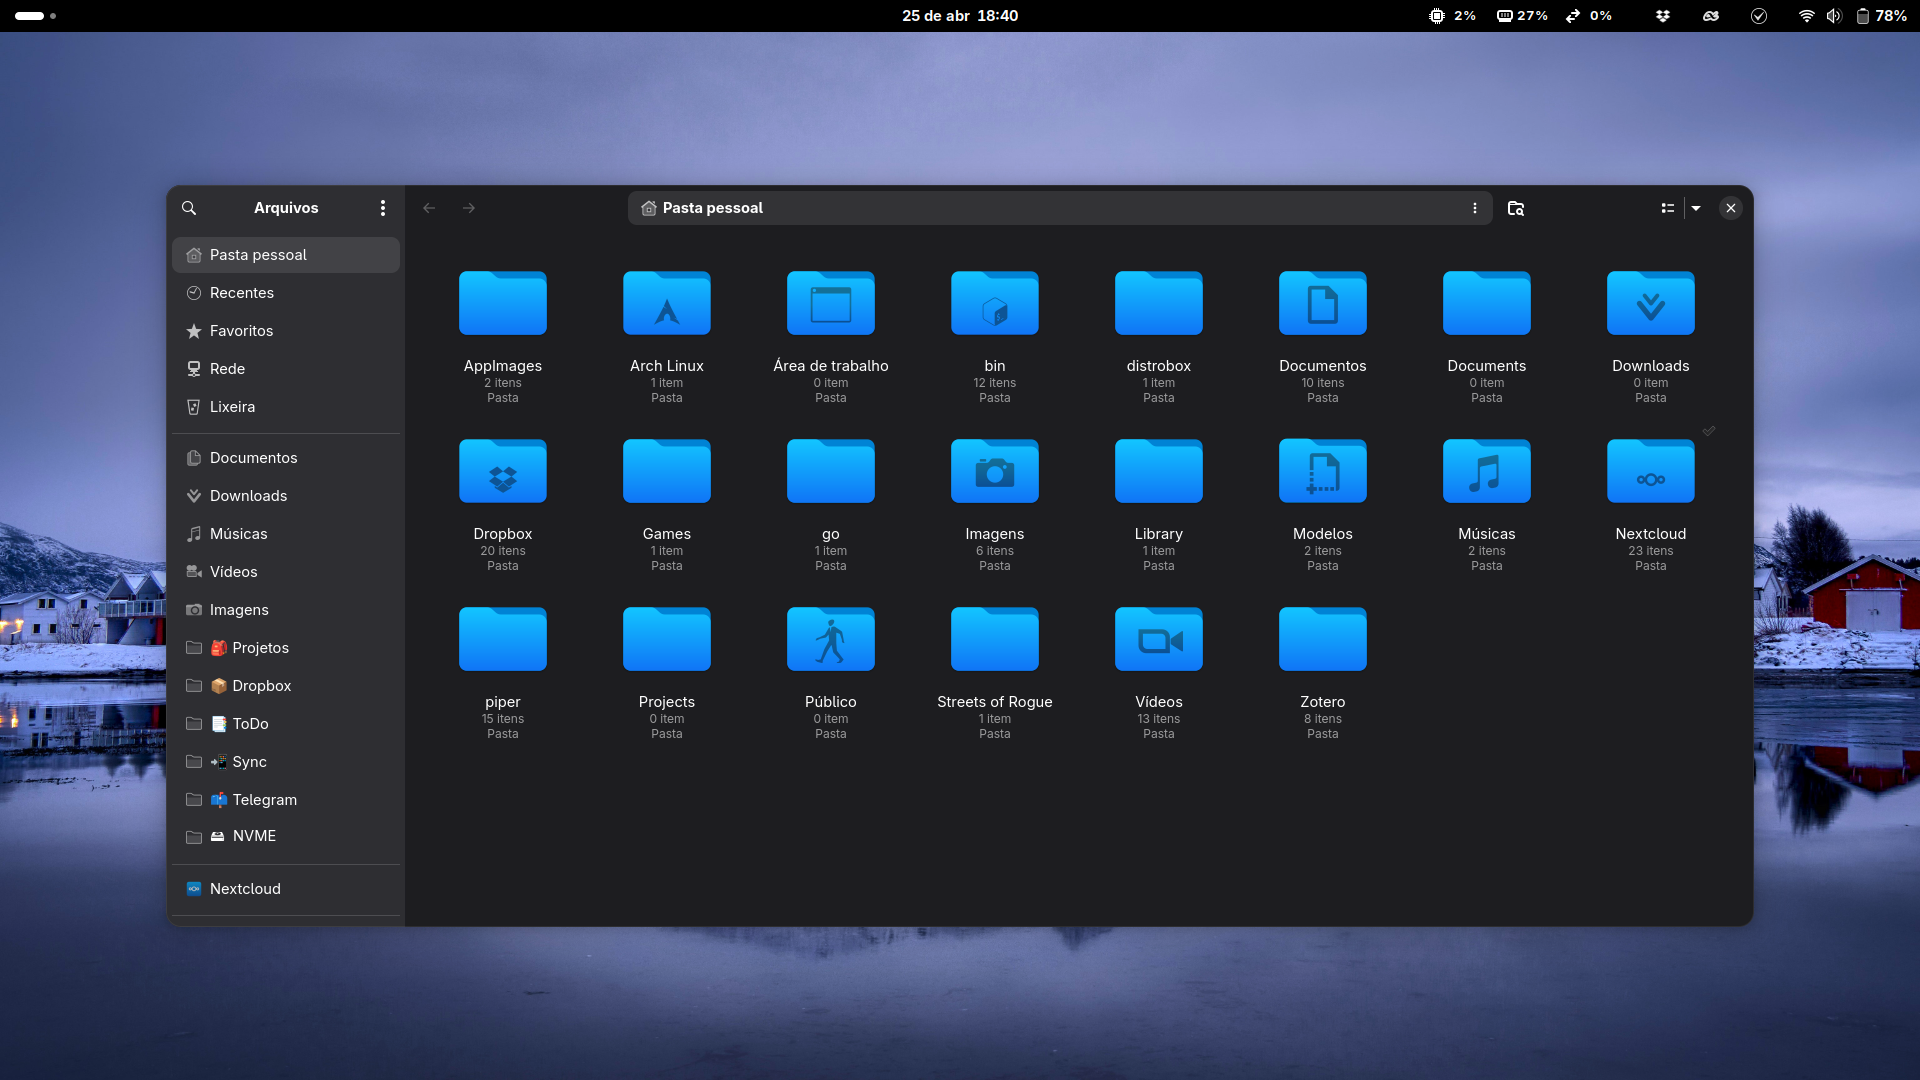 25 de abr 18:40
2% 27% 0% 78%
Arquivos
Pasta pessoal
Pasta pessoal
Recentes
Favoritos
Rede
Lixeira
Documentos
Downloads
Músicas
Vídeos
Imagens
🎒 Projetos
📦 Dropbox
📑 ToDo
📲 Sync
📫 Telegram
🖴 NVME
Nextcloud
AppImages
2 itens
Pasta
Arch Linux
1 item
Pasta
Área de trabalho
0 item
Pasta
bin
12 itens
Pasta
distrobox
1 item
Pasta
Documentos
10 itens
Pasta
Documents
0 item
Pasta
Downloads
0 item
Pasta
Dropbox
20 itens
Pasta
Games
1 item
Pasta
go
1 item
Pasta
Imagens
6 itens
Pasta
Library
1 item
Pasta
Modelos
2 itens
Pasta
Músicas
2 itens
Pasta
Nextcloud
23 itens
Pasta
piper
15 itens
Pasta
Projects
0 item
Pasta
Público
0 item
Pasta
Streets of Rogue
1 item
Pasta
Vídeos
13 itens
Pasta
Zotero
8 itens
Pasta